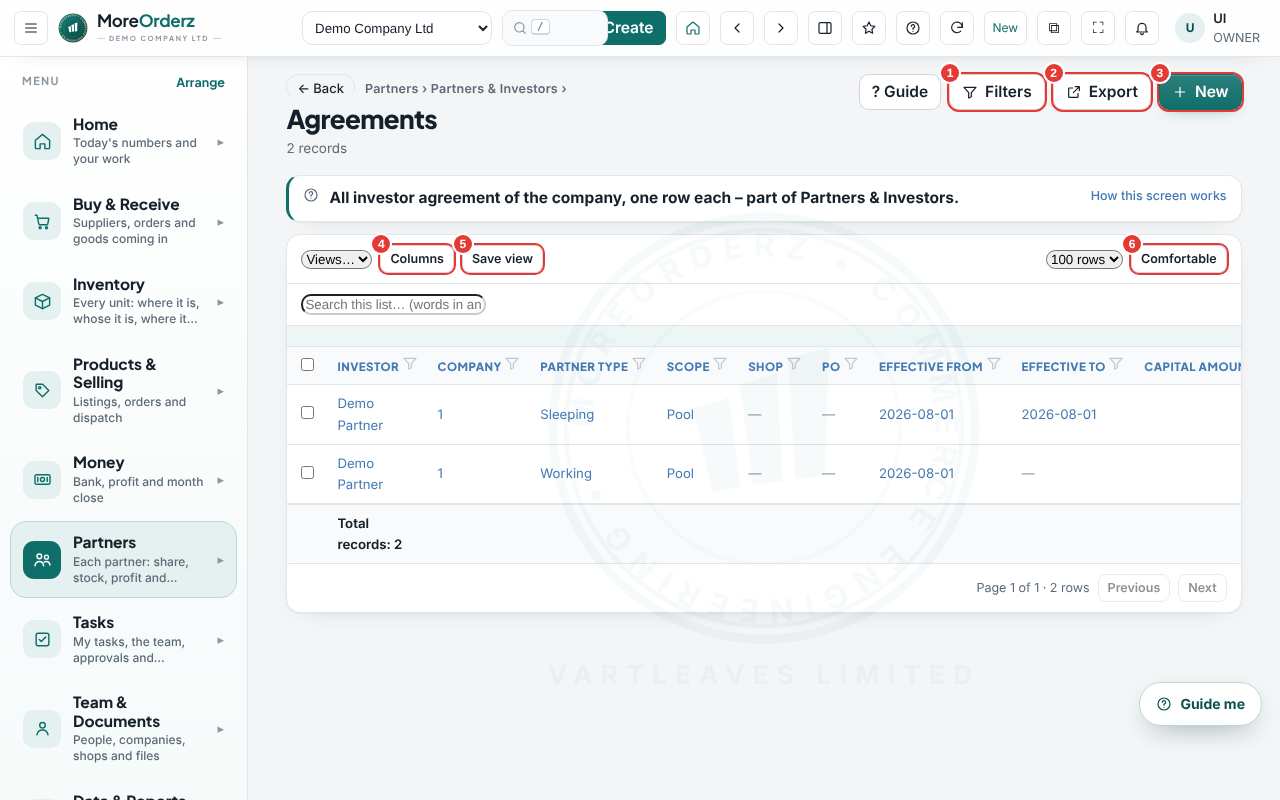 MoreOrderz
— DEMO COMPANY LTD —
Demo Company Ltd
/
Create
New
U
UI
OWNER
MENU
Arrange
Home
Today's numbers and
your work
Buy & Receive
Suppliers, orders and
goods coming in
Inventory
Every unit: where it is,
whose it is, where it...
Products &
Selling
Listings, orders and
dispatch
Money
Bank, profit and month
close
Partners
Each partner: share,
stock, profit and...
Tasks
My tasks, the team,
approvals and...
Team &
Documents
People, companies,
shops and files
← Back
Partners › Partners & Investors ›
Agreements
2 records
? Guide
1
Filters
2
Export
3
+ New
All investor agreement of the company, one row each – part of Partners & Investors.
How this screen works
Views...
4
Columns
5
Save view
100 rows
6
Comfortable
Search this list... (words in an
INVESTOR COMPANY PARTNER TYPE SCOPE SHOP PO EFFECTIVE FROM EFFECTIVE TO CAPITAL AMOUN
Demo
Partner
1 Sleeping Pool — — 2026-08-01 2026-08-01
Demo
Partner
1 Working Pool — — 2026-08-01 —
Total
records: 2
Page 1 of 1 · 2 rows
Previous
Next
MOREORDERZ • COMMERCE ENGINEERING •
VARTLEAVES LIMITED
Guide me